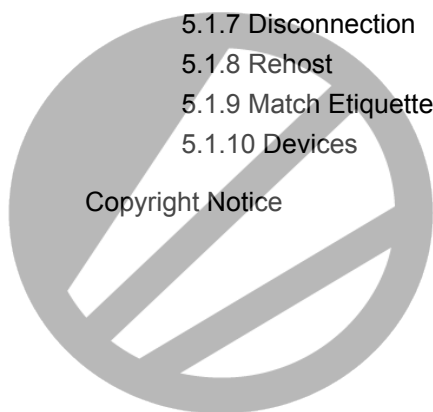 5.1.7 Disconnection
5.1.8 Rehost
5.1.9 Match Etiquette
5.1.10 Devices
Copyright Notice